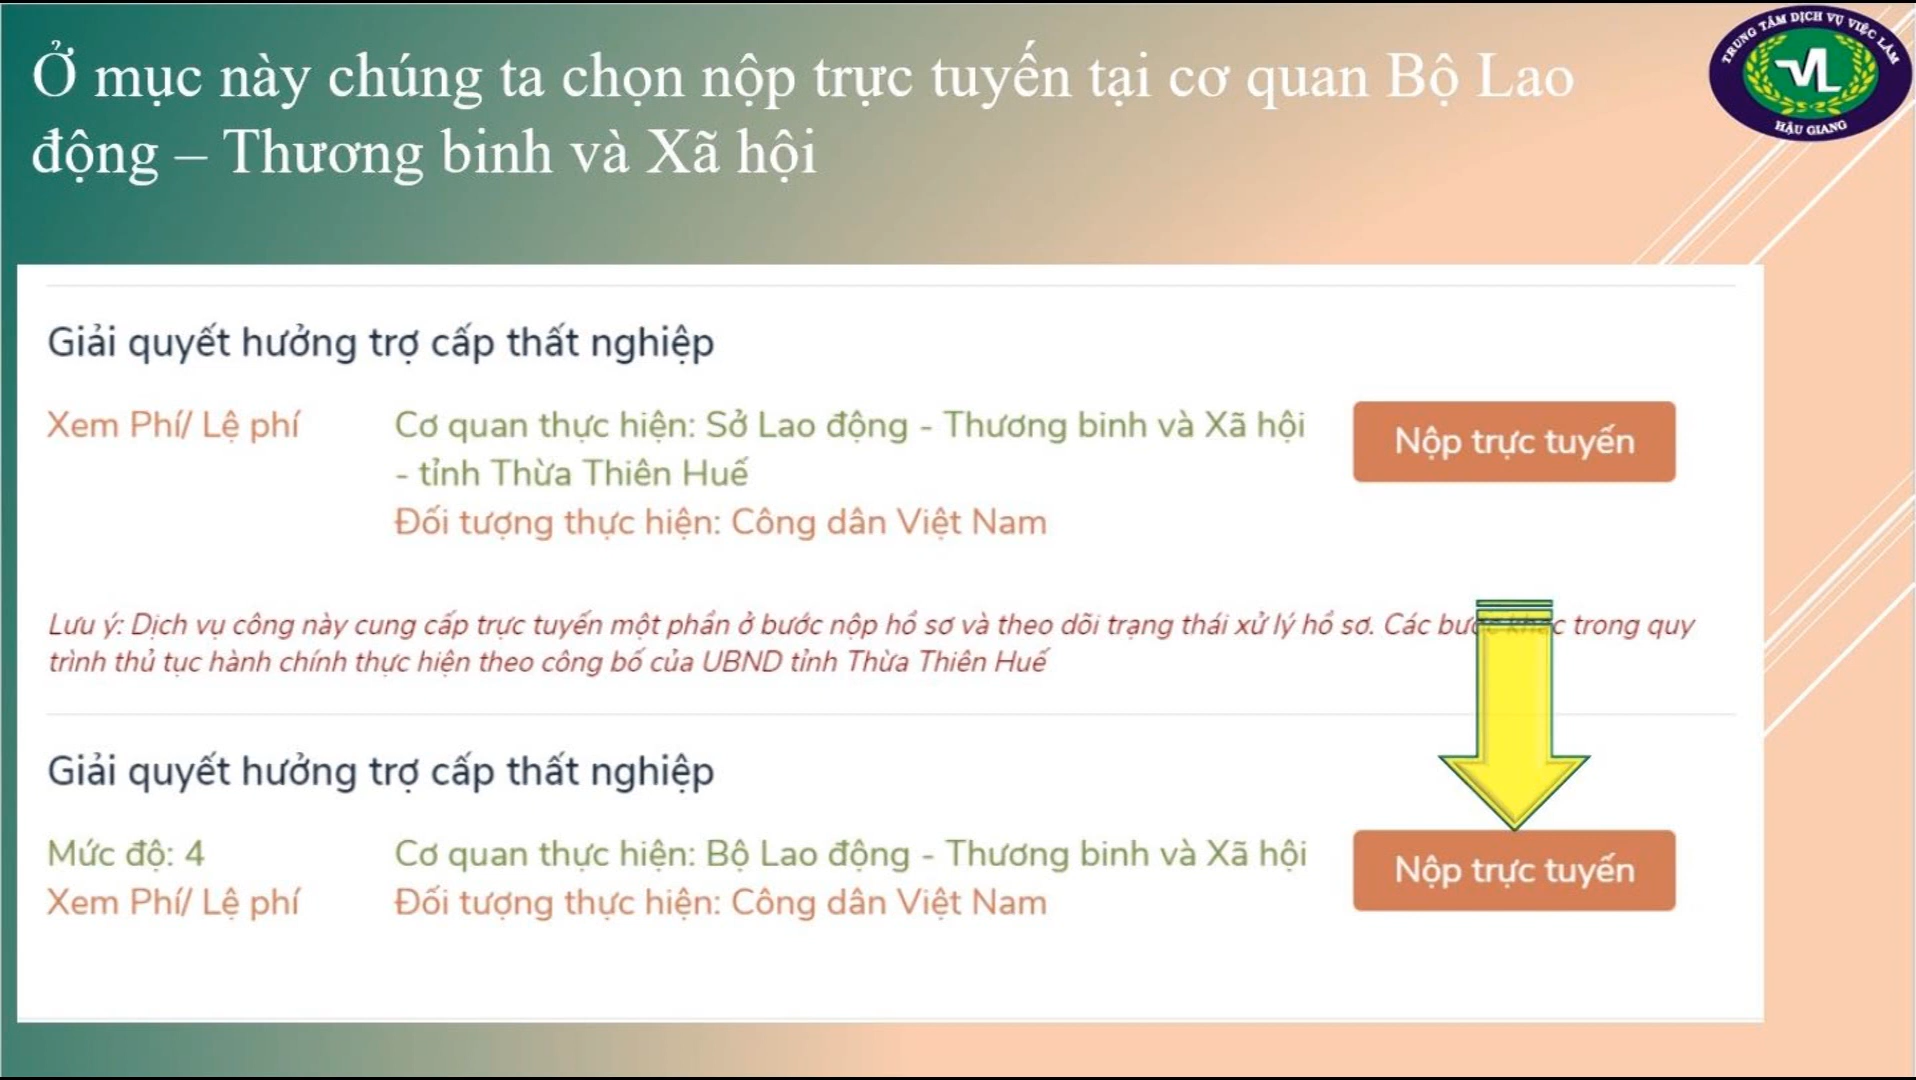 Ở mục này chúng ta chọn nộp trực tuyến tại cơ quan Bộ Lao
động – Thương binh và Xã hội
TRUNG TÂM DỊCH VỤ VIỆC LÀM
VL
HẬU GIANG
Giải quyết hưởng trợ cấp thất nghiệp
Xem Phí/ Lệ phí
Cơ quan thực hiện: Sở Lao động - Thương binh và Xã hội
- tỉnh Thừa Thiên Huế
Đối tượng thực hiện: Công dân Việt Nam
Nộp trực tuyến
Lưu ý: Dịch vụ công này cung cấp trực tuyến một phần ở bước nộp hồ sơ và theo dõi trạng thái xử lý hồ sơ. Các bước trong quy
trình thủ tục hành chính thực hiện theo công bố của UBND tỉnh Thừa Thiên Huế
Giải quyết hưởng trợ cấp thất nghiệp
Mức độ: 4
Xem Phí/ Lệ phí
Cơ quan thực hiện: Bộ Lao động - Thương binh và Xã hội
Đối tượng thực hiện: Công dân Việt Nam
Nộp trực tuyến